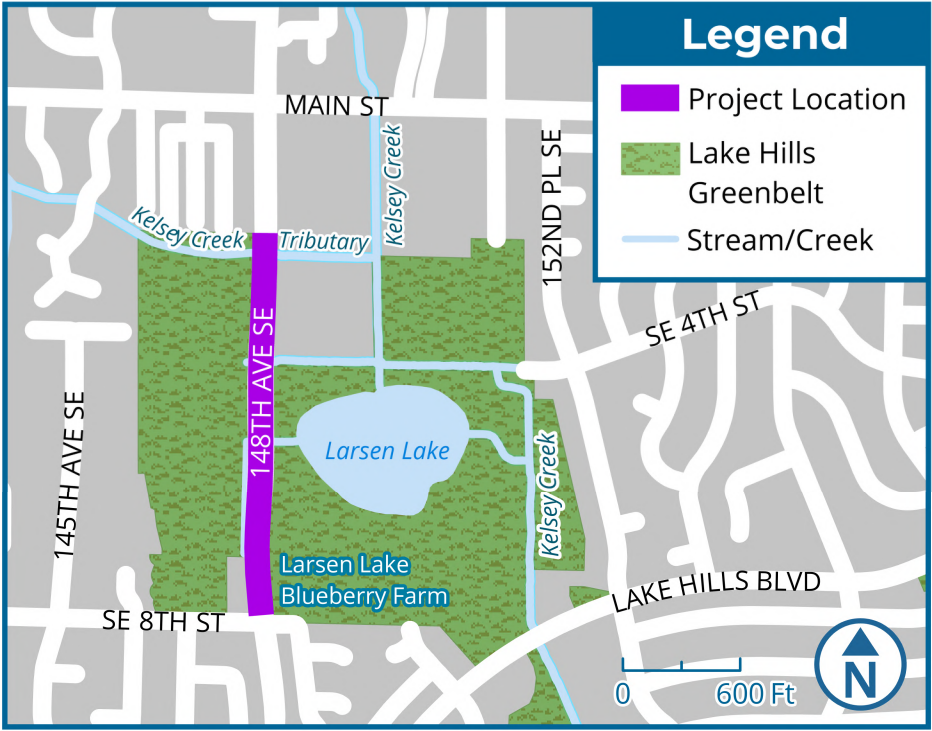 Legend
Project Location
Lake Hills
Greenbelt
Stream/Creek
MAIN ST
Kelsey Creek
152ND PL SE
Kelsey Creek
Tributary
SE 4TH ST
148TH AVE SE
145TH AVE SE
Larsen Lake
Kelsey Creek
Larsen Lake
Blueberry Farm
LAKE HILLS BLVD
SE 8TH ST
0
600 Ft
N